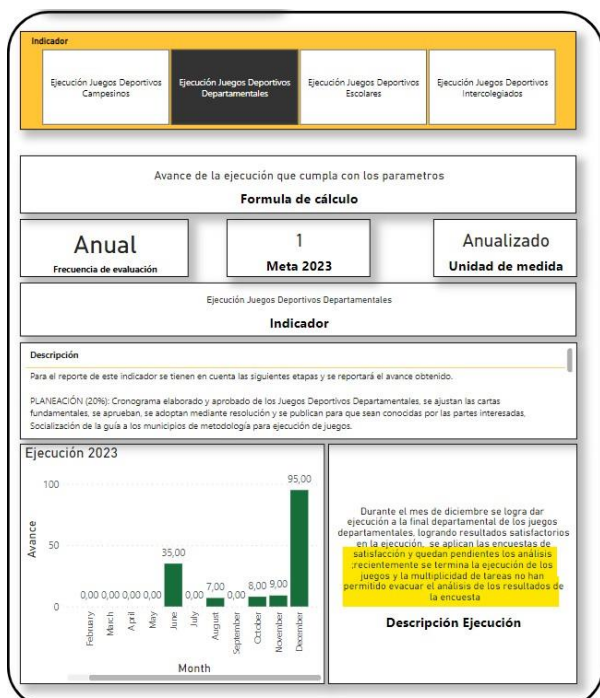 Indicador
Ejecución Juegos Deportivos
Campesinos
Ejecución Juegos Deportivos
Departamentales
Ejecución Juegos Deportivos
Escolares
Ejecución Juegos Deportivos
Intercolegiados
Avance de la ejecución que cumpla con los parametros
Formula de cálculo
Anual
Frecuencia de evaluación
1
Meta 2023
Anualizado
Unidad de medida
Ejecución Juegos Deportivos Departamentales
Indicador
Descripción
Para el reporte de este indicador se tienen en cuenta las siguientes etapas y se reportará el avance obtenido.
PLANEACIÓN (20%): Cronograma elaborado y aprobado de los Juegos Deportivos Departamentales, se ajustan las cartas
fundamentales, se aprueban, se adoptan mediante resolución y se publican para que sean conocidas por las partes interesadas,
Socialización de la guía a los municipios de metodología para ejecución de juegos.
Ejecución 2023
Avance
100
50
0
0,00 0,00 0,00 0,00 35,00 0,00 7,00 0,00 8,00 9,00 95,00
February
March
April
May
June
July
August
September
October
November
December
Month
Durante el mes de diciembre se logra dar
ejecución a la final departamental de los juegos
departamentales, logrando resultados satisfactorios
en la ejecución, se aplican las encuestas de
satisfacción y quedan pendientes los análisis
;recientemente se termina la ejecución de los
juegos y la multiplicidad de tareas no han
permitido evacuar el análisis de los resultados de
la encuesta
Descripción Ejecución